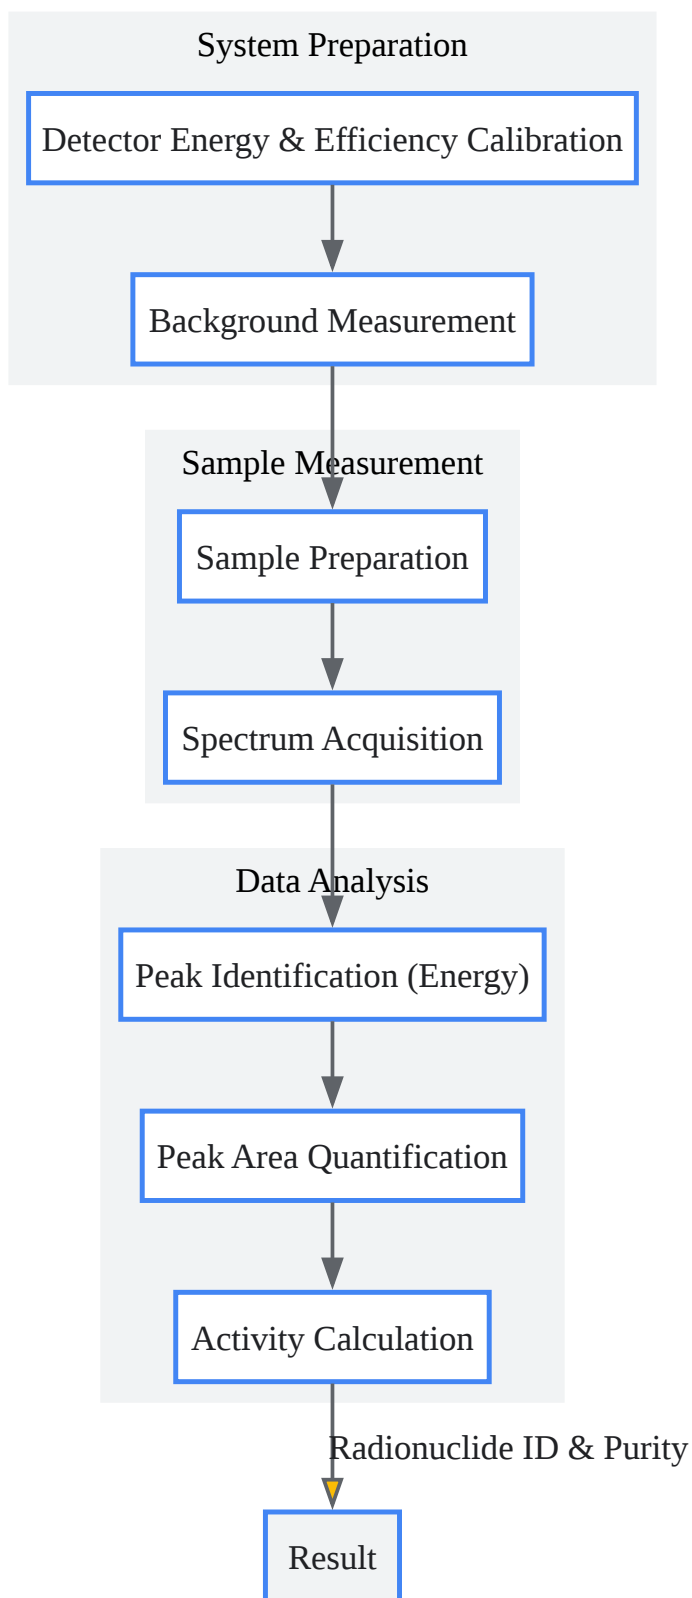 System Preparation
Detector Energy & Efficiency Calibration
Background Measurement
Sample Measurement
Sample Preparation
Spectrum Acquisition
Data Analysis
Peak Identification (Energy)
Peak Area Quantification
Activity Calculation
Radionuclide ID & Purity
Result